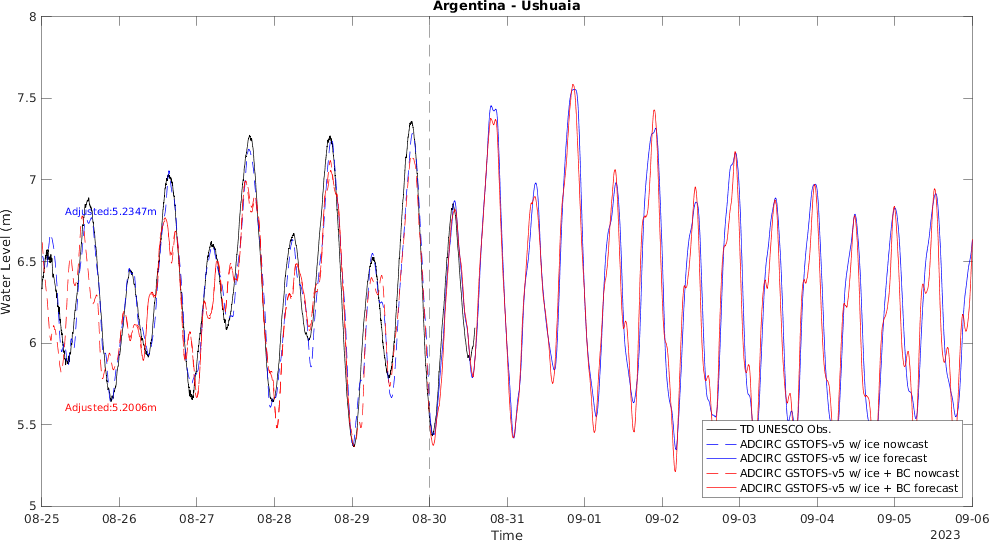 Argentina - Ushuaia
8
7.5
7
6.5
6
5.5
5
Water Level (m)
Adjusted:5.2347m
Adjusted:5.2006m
TD UNESCO Obs.
ADCIRC GSTOFS-v5 w/ ice nowcast
ADCIRC GSTOFS-v5 w/ ice forecast
ADCIRC GSTOFS-v5 w/ ice + BC nowcast
ADCIRC GSTOFS-v5 w/ ice + BC forecast
08-25 08-26 08-27 08-28 08-29 08-30 08-31 09-01 09-02 09-03 09-04 09-05 09-06
Time
2023